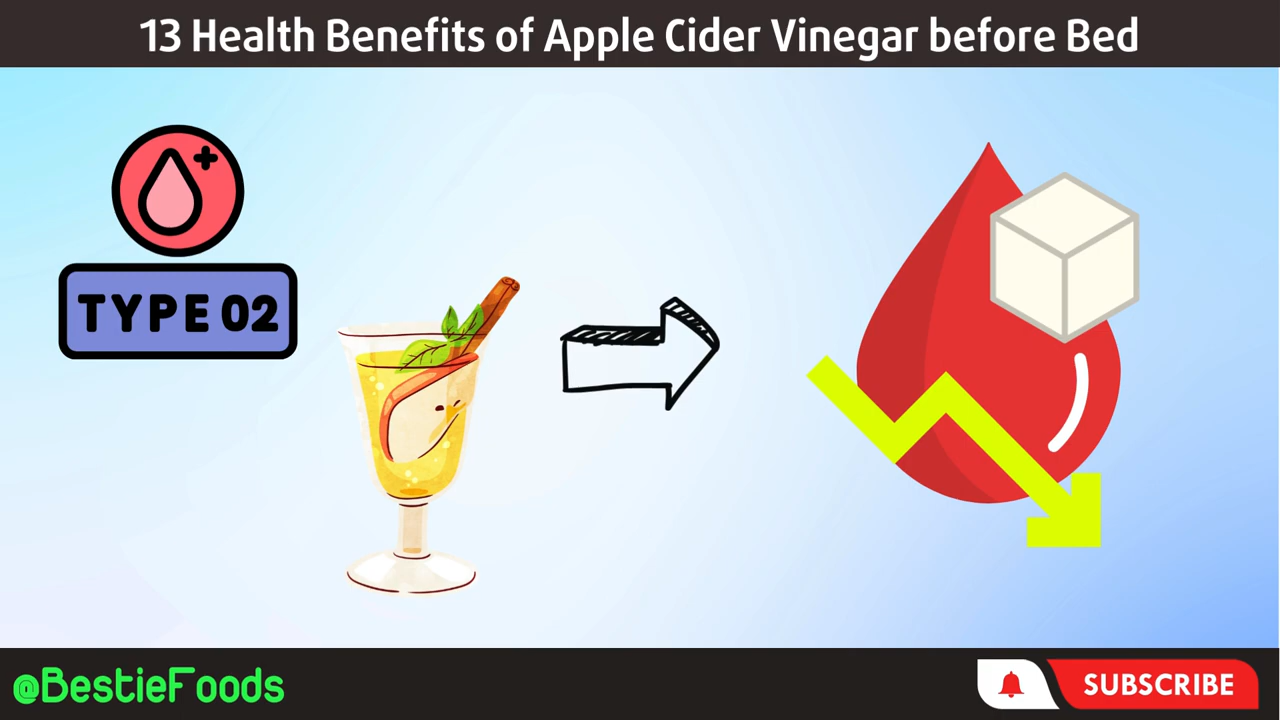 13 Health Benefits of Apple Cider Vinegar before Bed
TYPE 02
@BestieFoods
SUBSCRIBE